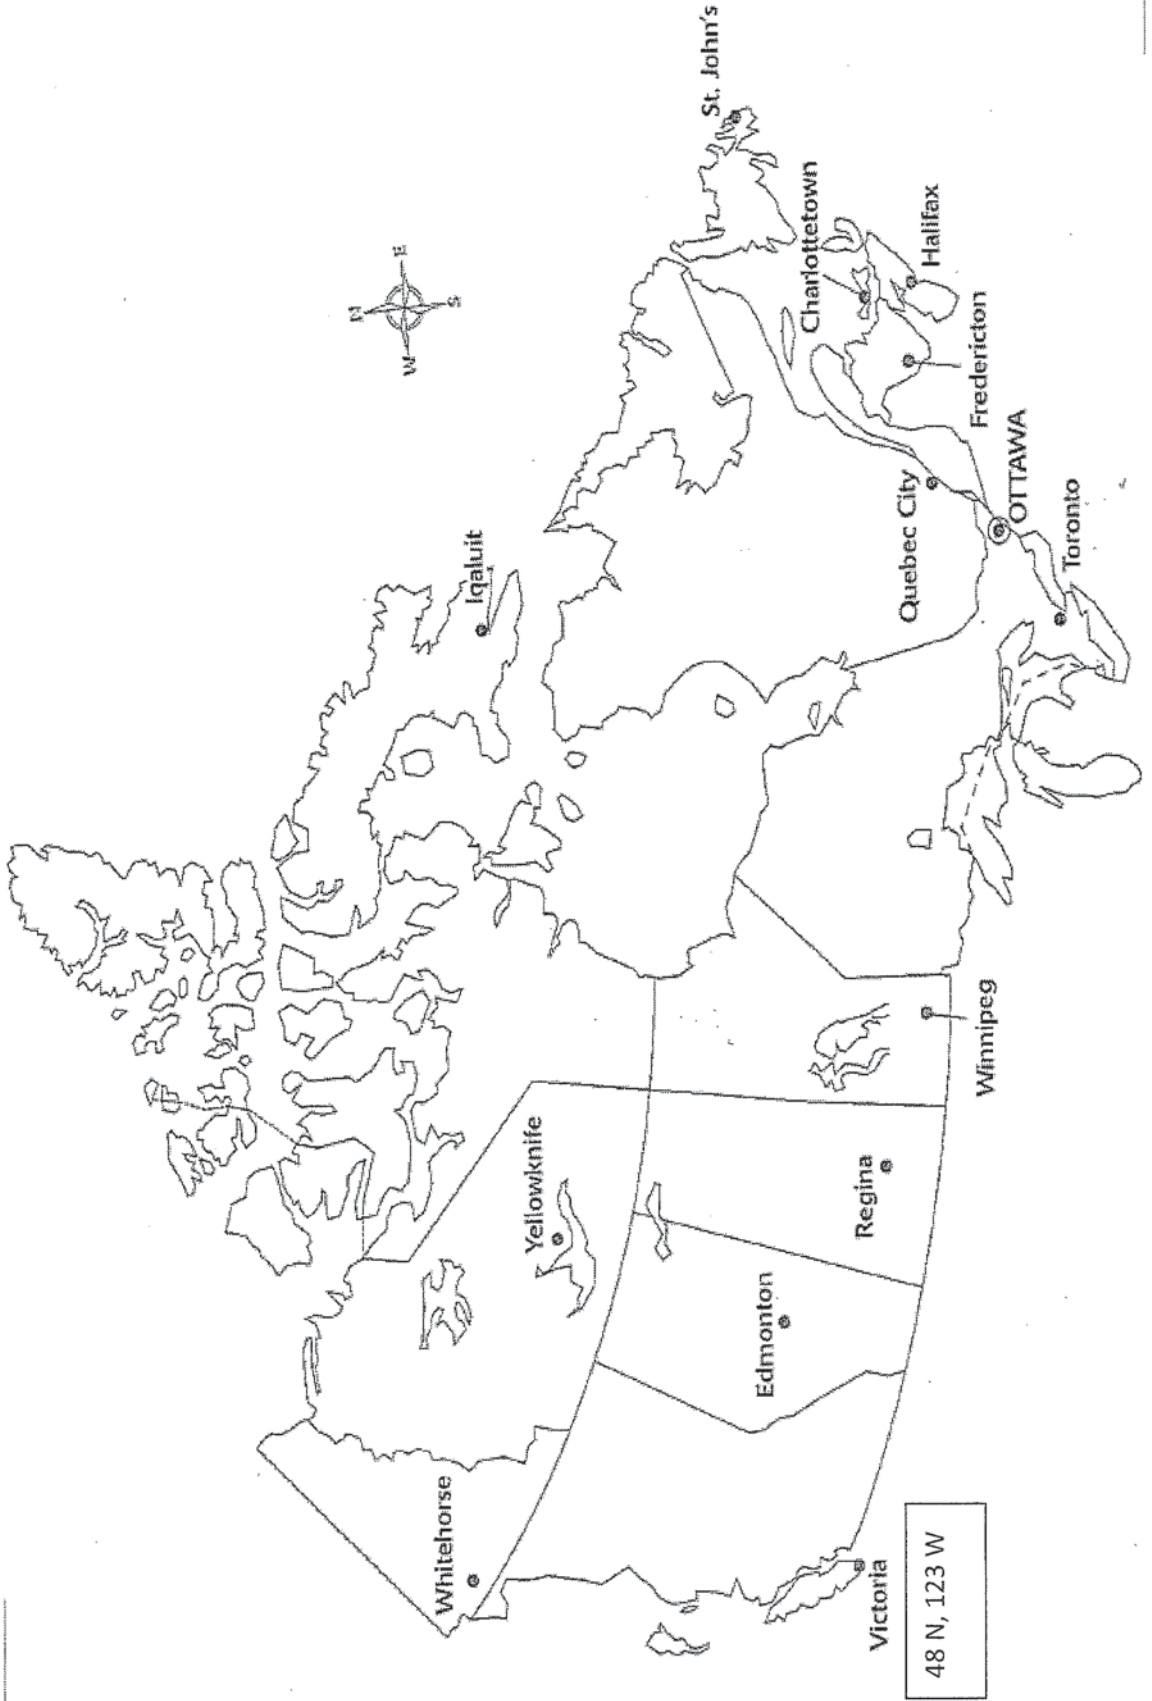 St. John's
N
W
E
S
Charlottetown
Halifax
Iqaluit
Fredericton
Quebec City
OTTAWA
Toronto
Yellowknife
Winnipeg
Regina
Whitehorse
Edmonton
Victoria
48 N, 123 W